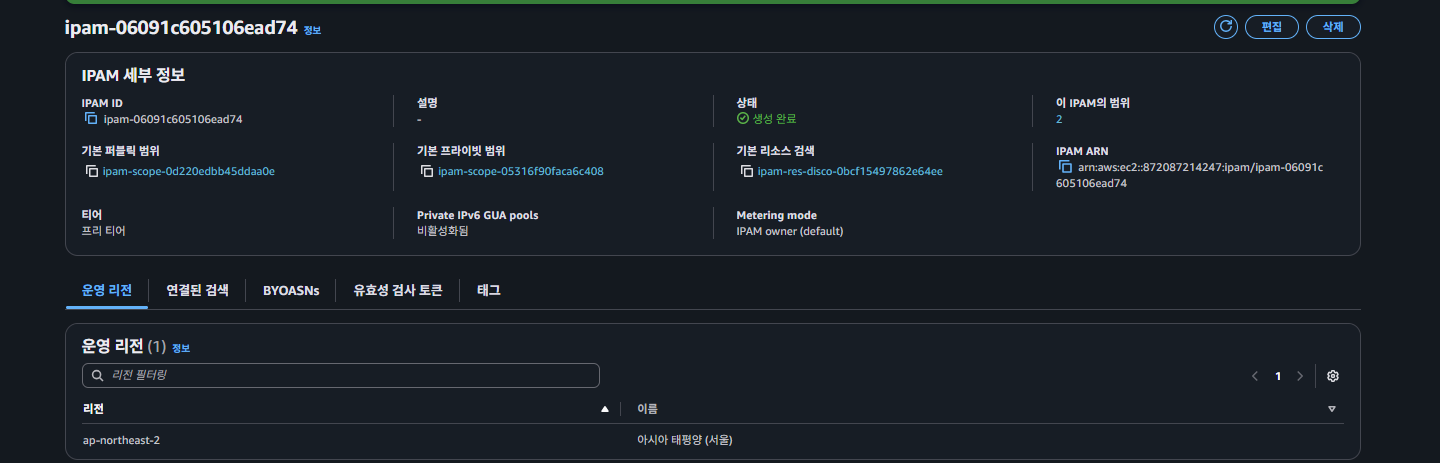 ipam-06091c605106ead74 정보
편집
삭제
IPAM 세부 정보
IPAM ID
ipam-06091c605106ead74
설명
-
상태
생성 완료
이 IPAM의 범위
2
기본 퍼블릭 범위
ipam-scope-0d220edbb45ddaa0e
기본 프라이빗 범위
ipam-scope-05316f90faca6c408
기본 리소스 검색
ipam-res-disco-0bcf15497862e64ee
IPAM ARN
arn:aws:ec2::872087214247:ipam/ipam-06091c
605106ead74
티어
프리 티어
Private IPv6 GUA pools
비활성화됨
Metering mode
IPAM owner (default)
운영 리전
연결된 검색
BYOASNs
유효성 검사 토큰
태그
운영 리전 (1) 정보
리전 필터링
1
리전
이름
ap-northeast-2
아시아 태평양 (서울)